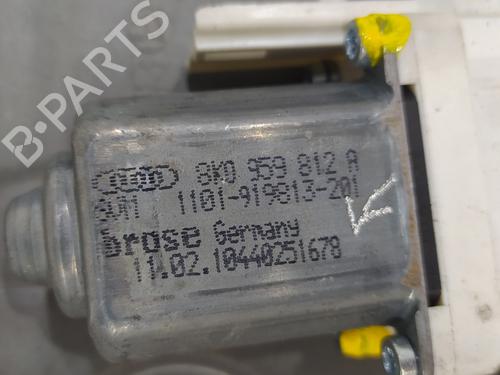 B-PARTS
8K0 959 812 A
1101-919813-201
brose Germany
11.02.10440251678